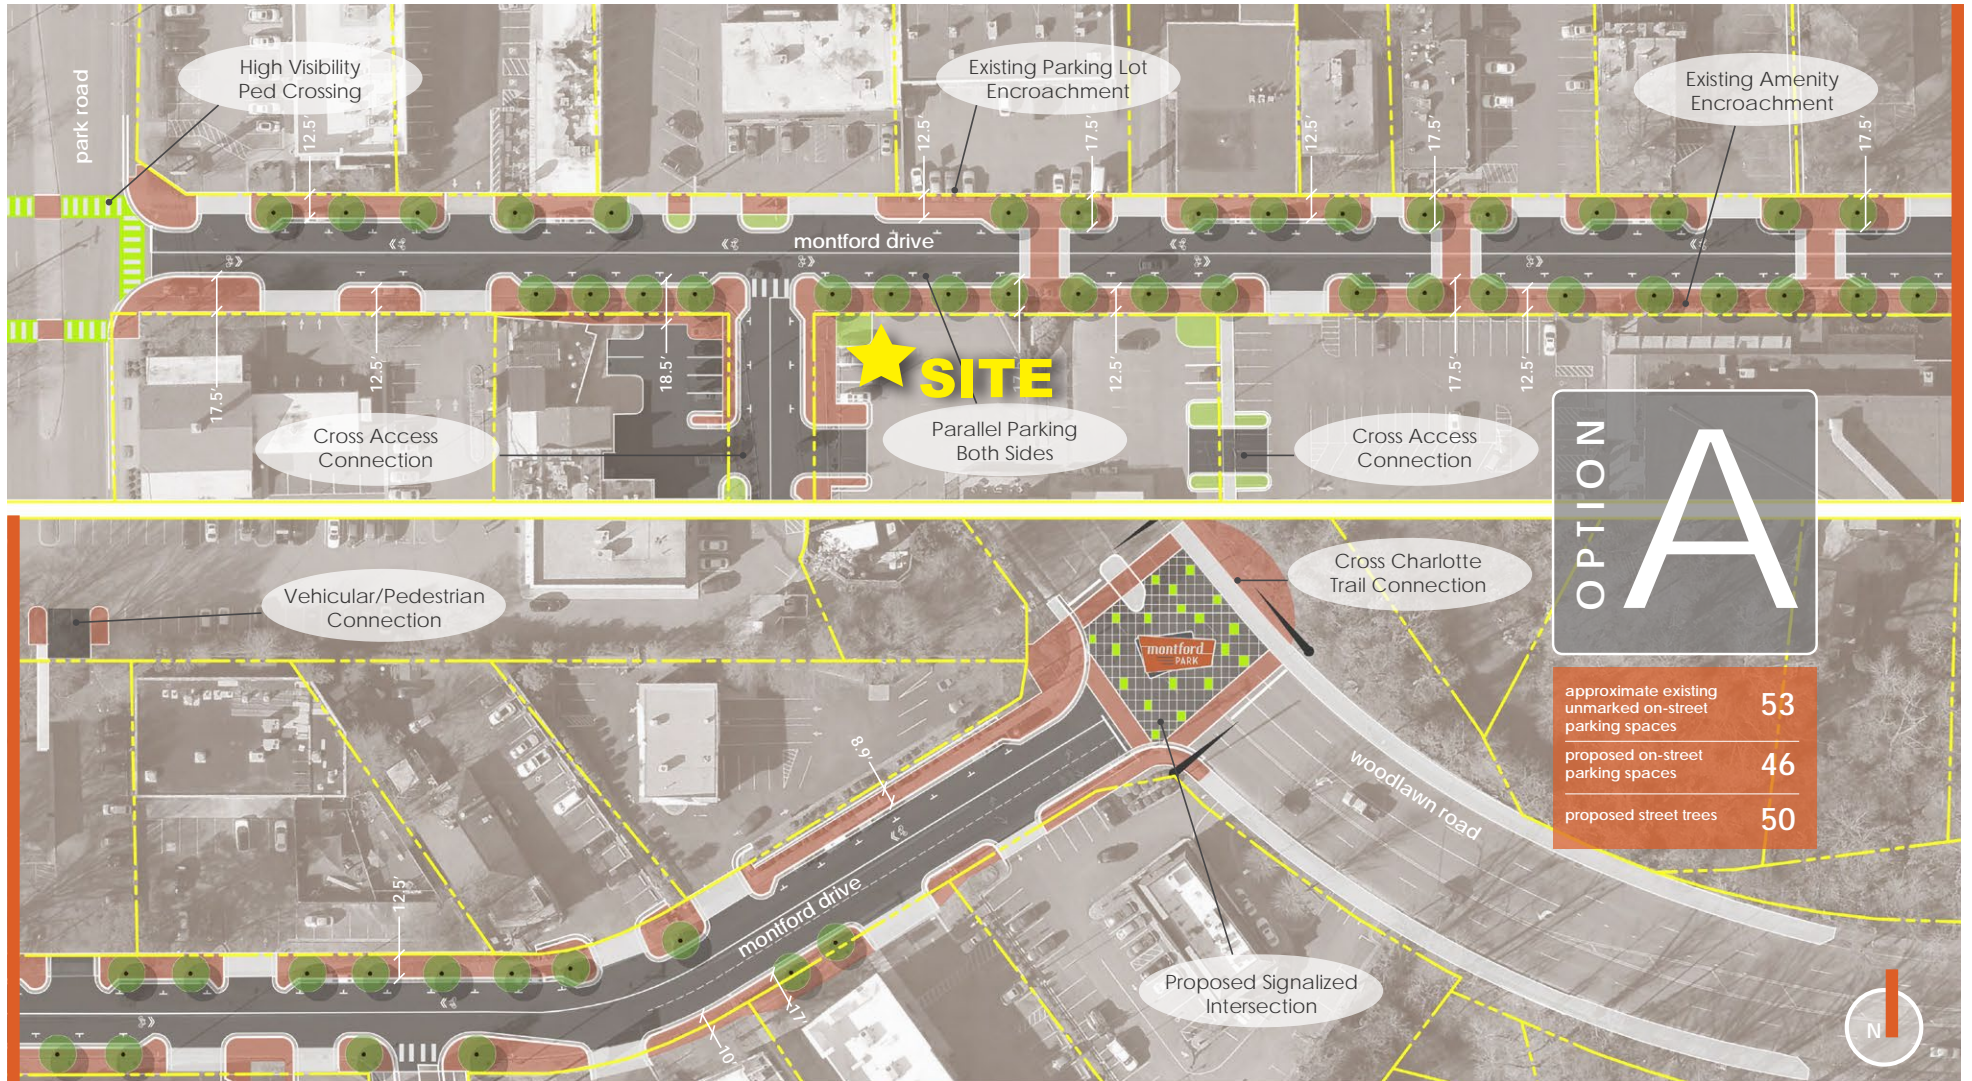 High Visibility
Ped Crossing
Existing Parking Lot
Encroachment
Existing Amenity
Encroachment
park road
12.5'
12.5'
17.5'
12.5'
17.5'
17.5'
montford drive
17.5'
12.5'
18.5'
12.5'
17.5'
12.5'
SITE
Cross Access
Connection
Parallel Parking
Both Sides
Cross Access
Connection
OPTION
A
Vehicular/Pedestrian
Connection
Cross Charlotte
Trail Connection
montford
PARK
approximate existing
unmarked on-street
parking spaces
53
proposed on-street
parking spaces
46
proposed street trees
50
8.9'
woodlawn road
12.5'
montford drive
17'
10'
Proposed Signalized
Intersection
N